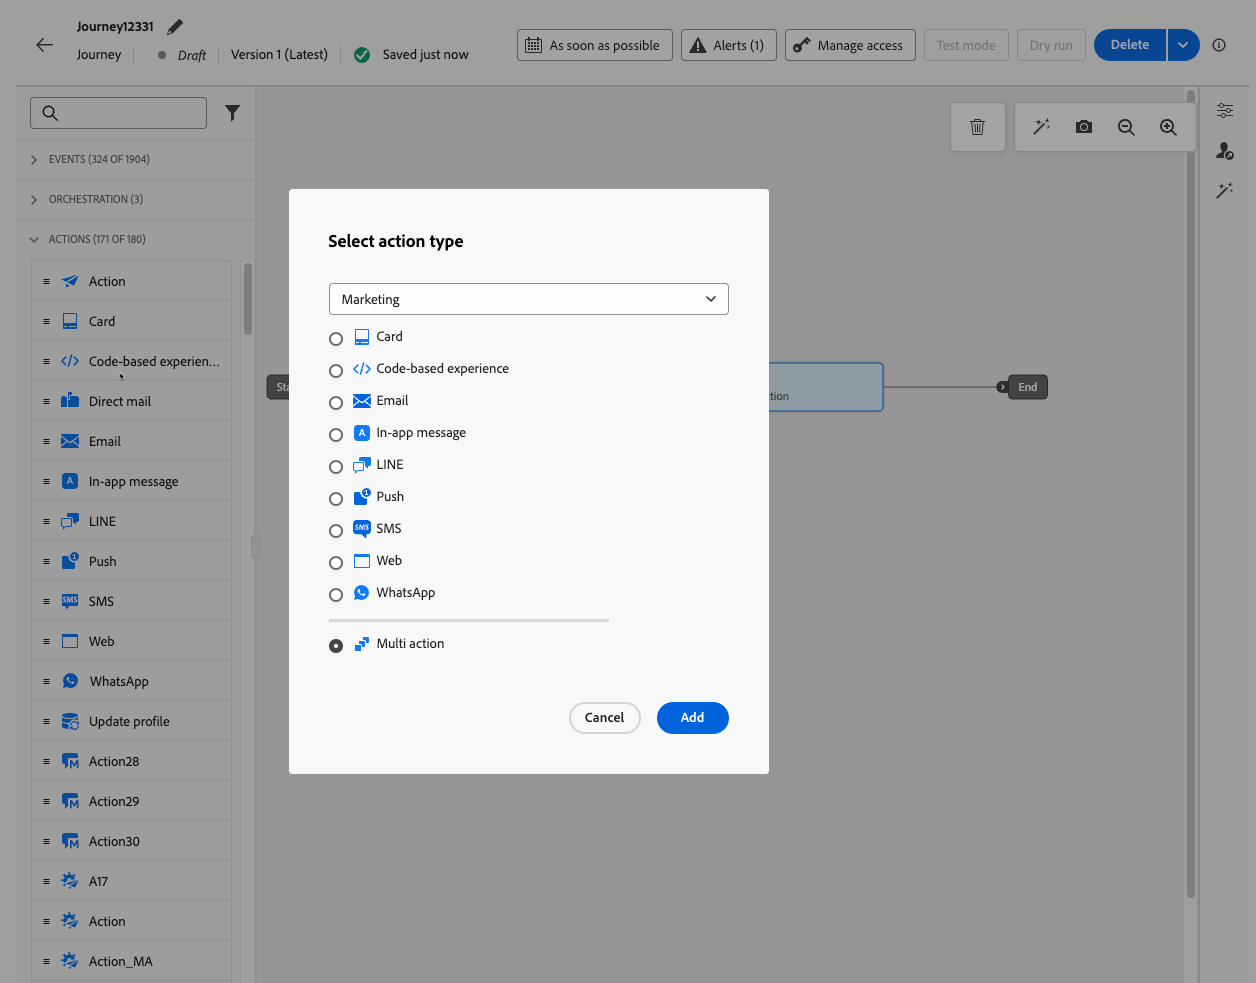 Journey12331
Journey
Draft
Version 1 (Latest)
Saved just now
As soon as possible
Alerts (1)
Manage access
Test mode
Dry run
Delete
EVENTS (324 OF 1904)
ORCHESTRATION (3)
ACTIONS (171 OF 180)
Action
Card
Code-based experien...
Direct mail
Email
In-app message
LINE
Push
SMS
Web
WhatsApp
Update profile
Action28
Action29
Action30
A17
Action
Action_MA
Sta
Select action type
Marketing
Card
Code-based experience
Email
In-app message
LINE
Push
SMS
Web
WhatsApp
Multi action
Cancel
Add
tion
End